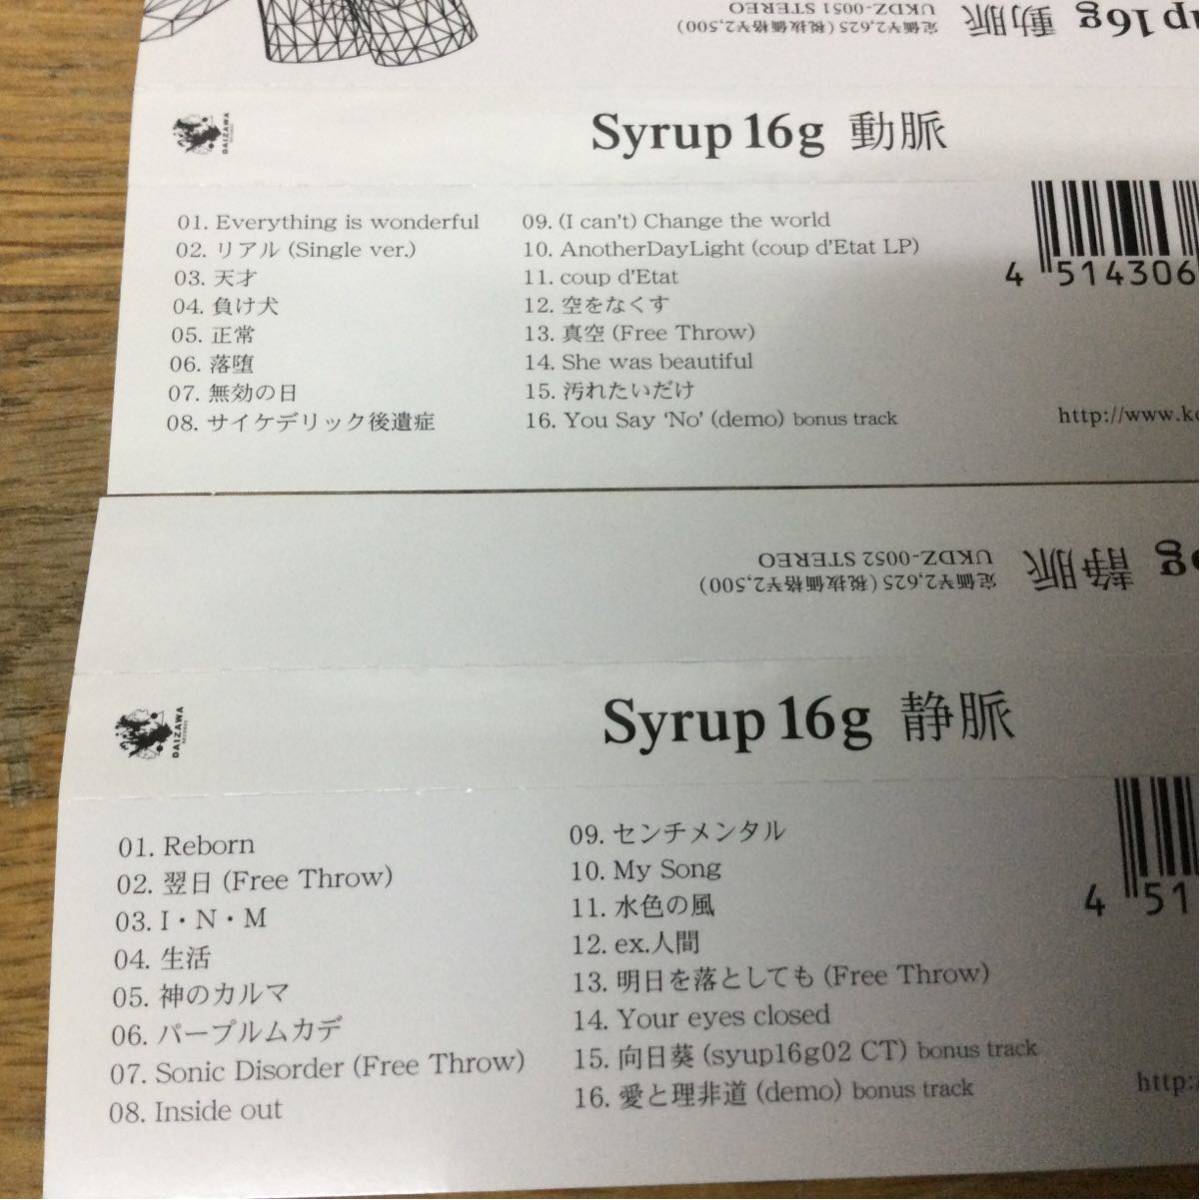 定価¥2,625(税抜価格¥2,500)
UKDZ-0051 STEREO
up 16g 動脈
DAIZAWA
Syrup 16g 動脈
01. Everything is wonderful
02. リアル (Single ver.)
03. 天才
04. 負け犬
05. 正常
06. 落堕
07. 無効の日
08. サイケデリック後遺症
09. (I can't) Change the world
10. AnotherDayLight (coup d'Etat LP)
11. coup d'Etat
12. 空をなくす
13. 真空 (Free Throw)
14. She was beautiful
15. 汚れたいだけ
16. You Say ‘No’ (demo) bonus track
4 514306
http://www.k
定価¥2,625(税抜価格¥2,500)
UKDZ-0052 STEREO
6g 静脈
DAIZAWA
Syrup 16g 静脈
01. Reborn
02. 翌日 (Free Throw)
03. I・N・M
04. 生活
05. 神のカルマ
06. パープルムカデ
07. Sonic Disorder (Free Throw)
08. Inside out
09. センチメンタル
10. My Song
11. 水色の風
12. ex.人間
13. 明日を落としても (Free Throw)
14. Your eyes closed
15. 向日葵 (syup16g02 CT) bonus track
16. 愛と理非道 (demo) bonus track
4 51
http: